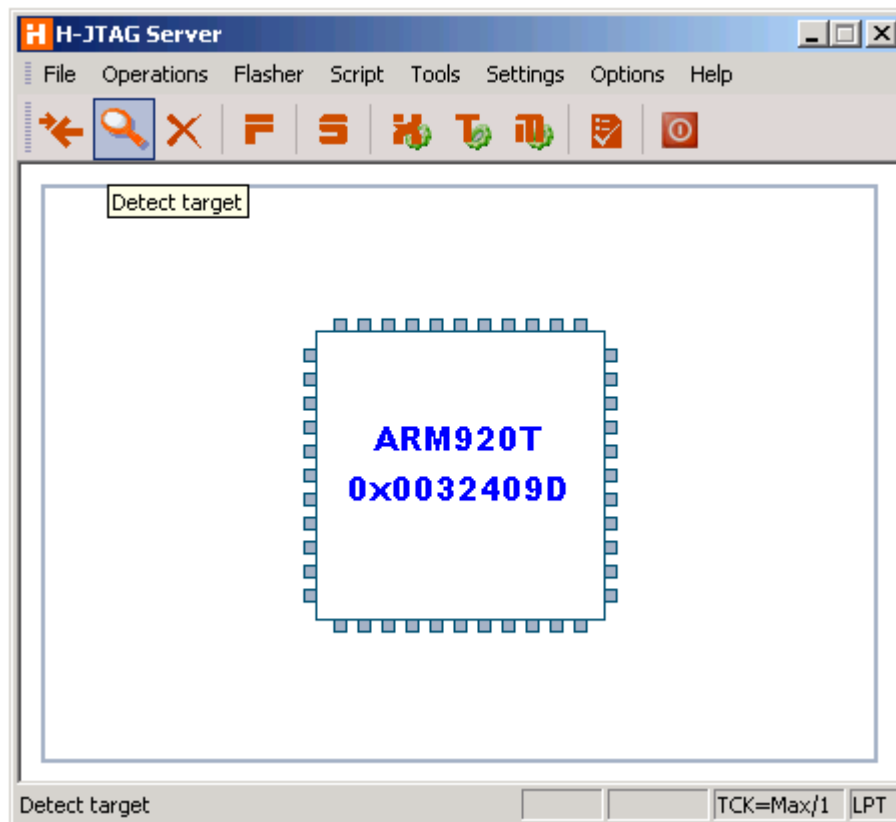 H-JTAG Server
File Operations Flasher Script Tools Settings Options Help
Detect target
ARM920T
0x0032409D
Detect target TCK=Max/1 LPT